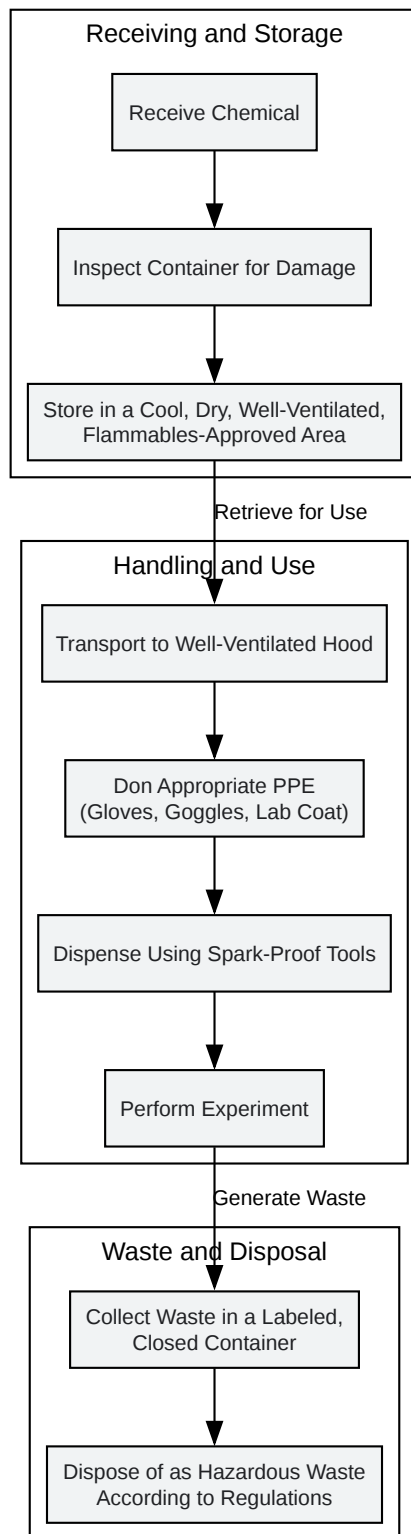 Receiving and Storage
Receive Chemical
Inspect Container for Damage
Store in a Cool, Dry, Well-Ventilated,
Flammables-Approved Area
Retrieve for Use
Handling and Use
Transport to Well-Ventilated Hood
Don Appropriate PPE
(Gloves, Goggles, Lab Coat)
Dispense Using Spark-Proof Tools
Perform Experiment
Generate Waste
Waste and Disposal
Collect Waste in a Labeled,
Closed Container
Dispose of as Hazardous Waste
According to Regulations